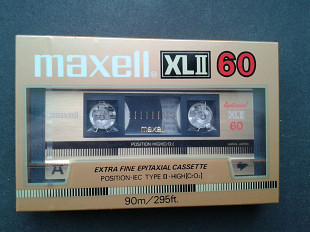 maxell XLII 60
maxell
Epitaxial
XLII
60
POSITION HIGH(CrO₂)
A
EXTRA FINE EPITAXIAL CASSETTE
POSITION-IEC TYPE II·HIGH(CrO₂)
90m/295ft.